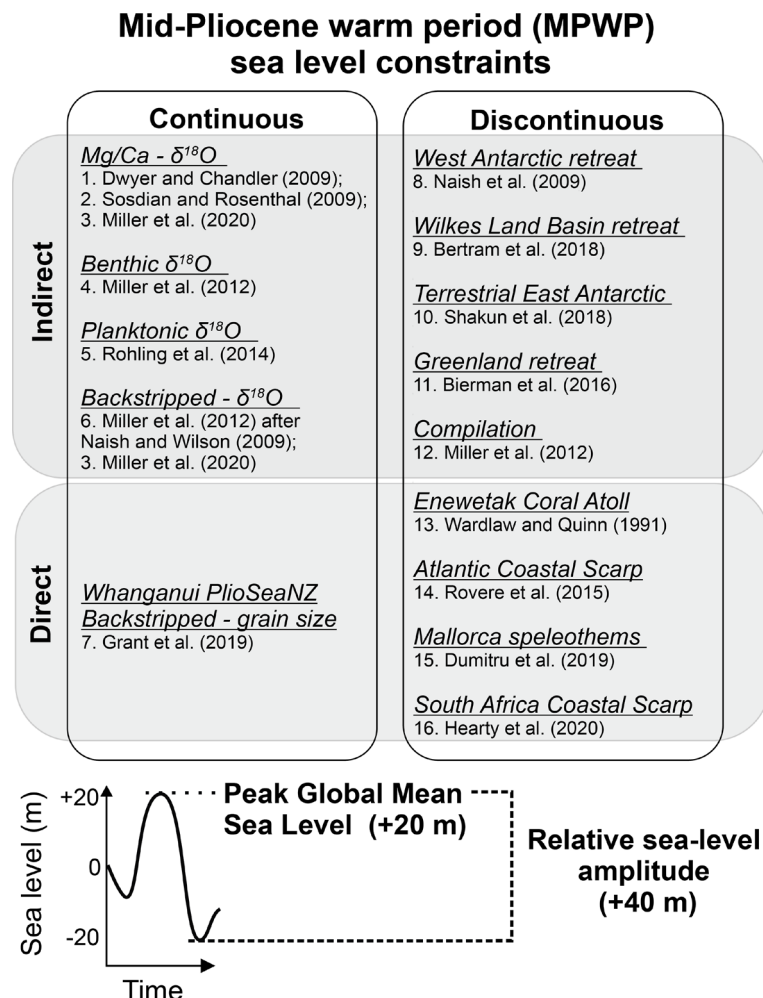 Mid-Pliocene warm period (MPWP)
sea level constraints
Continuous
Discontinuous
Indirect
Mg/Ca - δ¹⁸O
1. Dwyer and Chandler (2009);
2. Sosdian and Rosenthal (2009);
3. Miller et al. (2020)
Benthic δ¹⁸O
4. Miller et al. (2012)
Planktonic δ¹⁸O
5. Rohling et al. (2014)
Backstripped - δ¹⁸O
6. Miller et al. (2012) after
Naish and Wilson (2009);
3. Miller et al. (2020)
West Antarctic retreat
8. Naish et al. (2009)
Wilkes Land Basin retreat
9. Bertram et al. (2018)
Terrestrial East Antarctic
10. Shakun et al. (2018)
Greenland retreat
11. Bierman et al. (2016)
Compilation
12. Miller et al. (2012)
Direct
Whanganui PlioSeaNZ
Backstripped - grain size
7. Grant et al. (2019)
Enewetak Coral Atoll
13. Wardlaw and Quinn (1991)
Atlantic Coastal Scarp
14. Rovere et al. (2015)
Mallorca speleothems
15. Dumitru et al. (2019)
South Africa Coastal Scarp
16. Hearty et al. (2020)
Sea level (m)
+20
0
-20
Time
Peak Global Mean
Sea Level (+20 m)
Relative sea-level
amplitude
(+40 m)